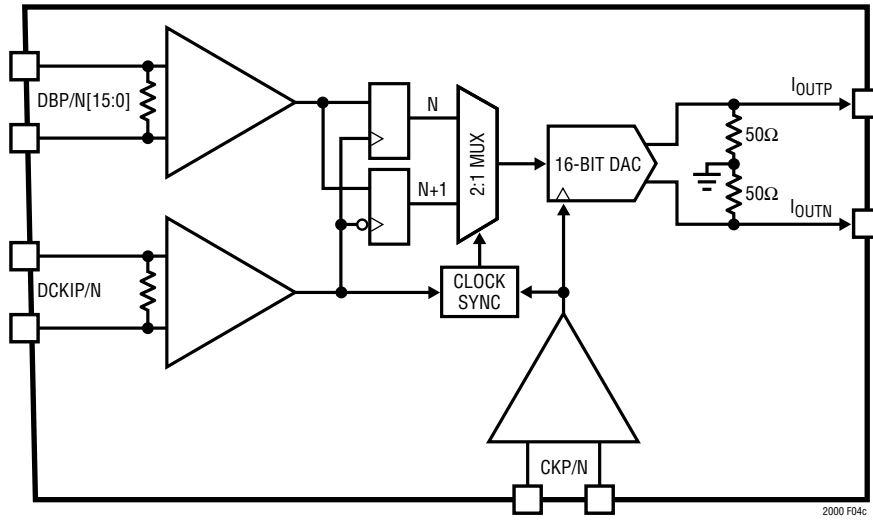 DBP/N[15:0]
N
N+1
2:1 MUX
16-BIT DAC
I_OUTP
50Ω
50Ω
I_OUTN
DCKIP/N
CLOCK
SYNC
CKP/N
2000 F04c